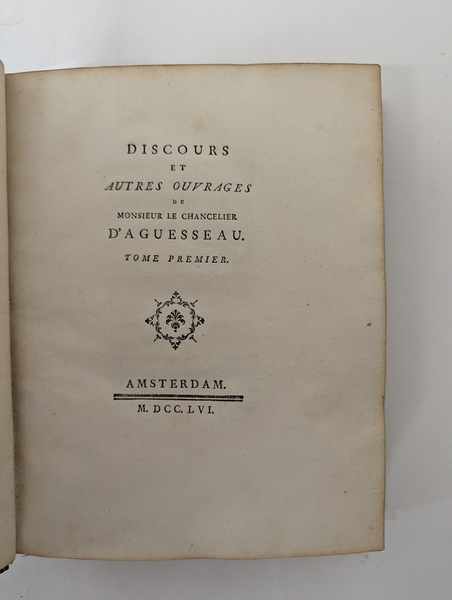 DISCOURS
ET
AUTRES OUVRAGES
DE
MONSIEUR LE CHANCELIER
D'AGUESSEAU.
TOME PREMIER.
AMSTERDAM.
M. DCC. LVI.